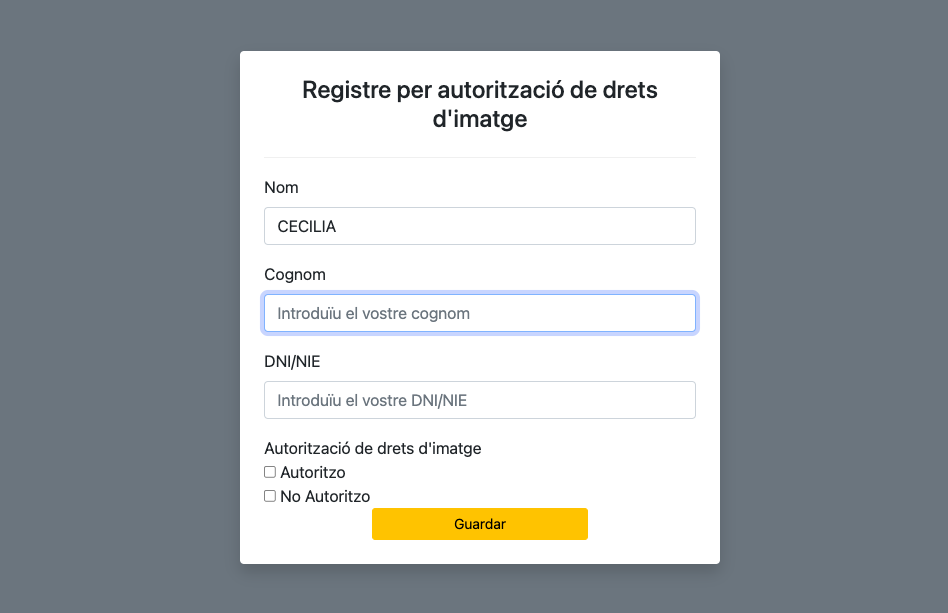 Registre per autorització de drets
d'imatge
Nom
CECILIA
Cognom
Introduïu el vostre cognom
DNI/NIE
Introduïu el vostre DNI/NIE
Autorització de drets d'imatge
Autoritzo
No Autoritzo
Guardar